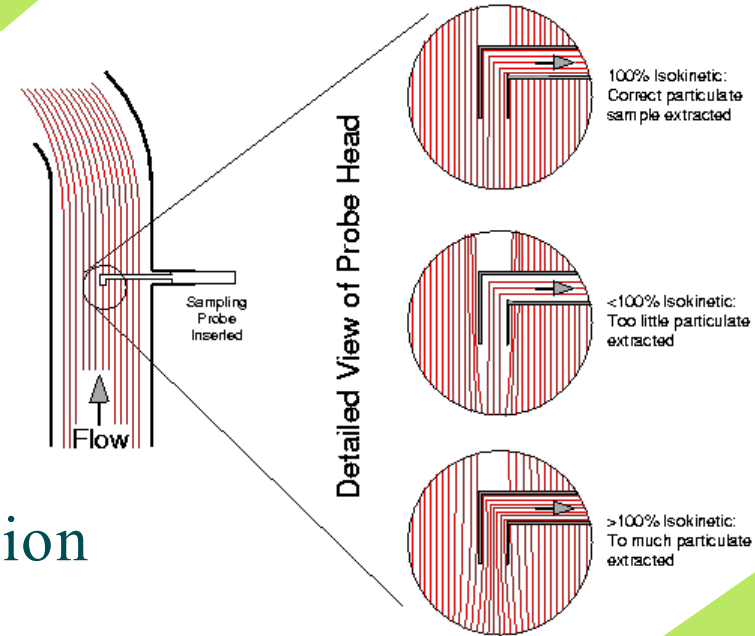 Flow
Sampling
Probe
Inserted
Detailed View of Probe Head
100% Isokinetic:
Correct particulate
sample extracted
<100% Isokinetic:
Too little particulate
extracted
>100% Isokinetic:
To much particulate
extracted
ion